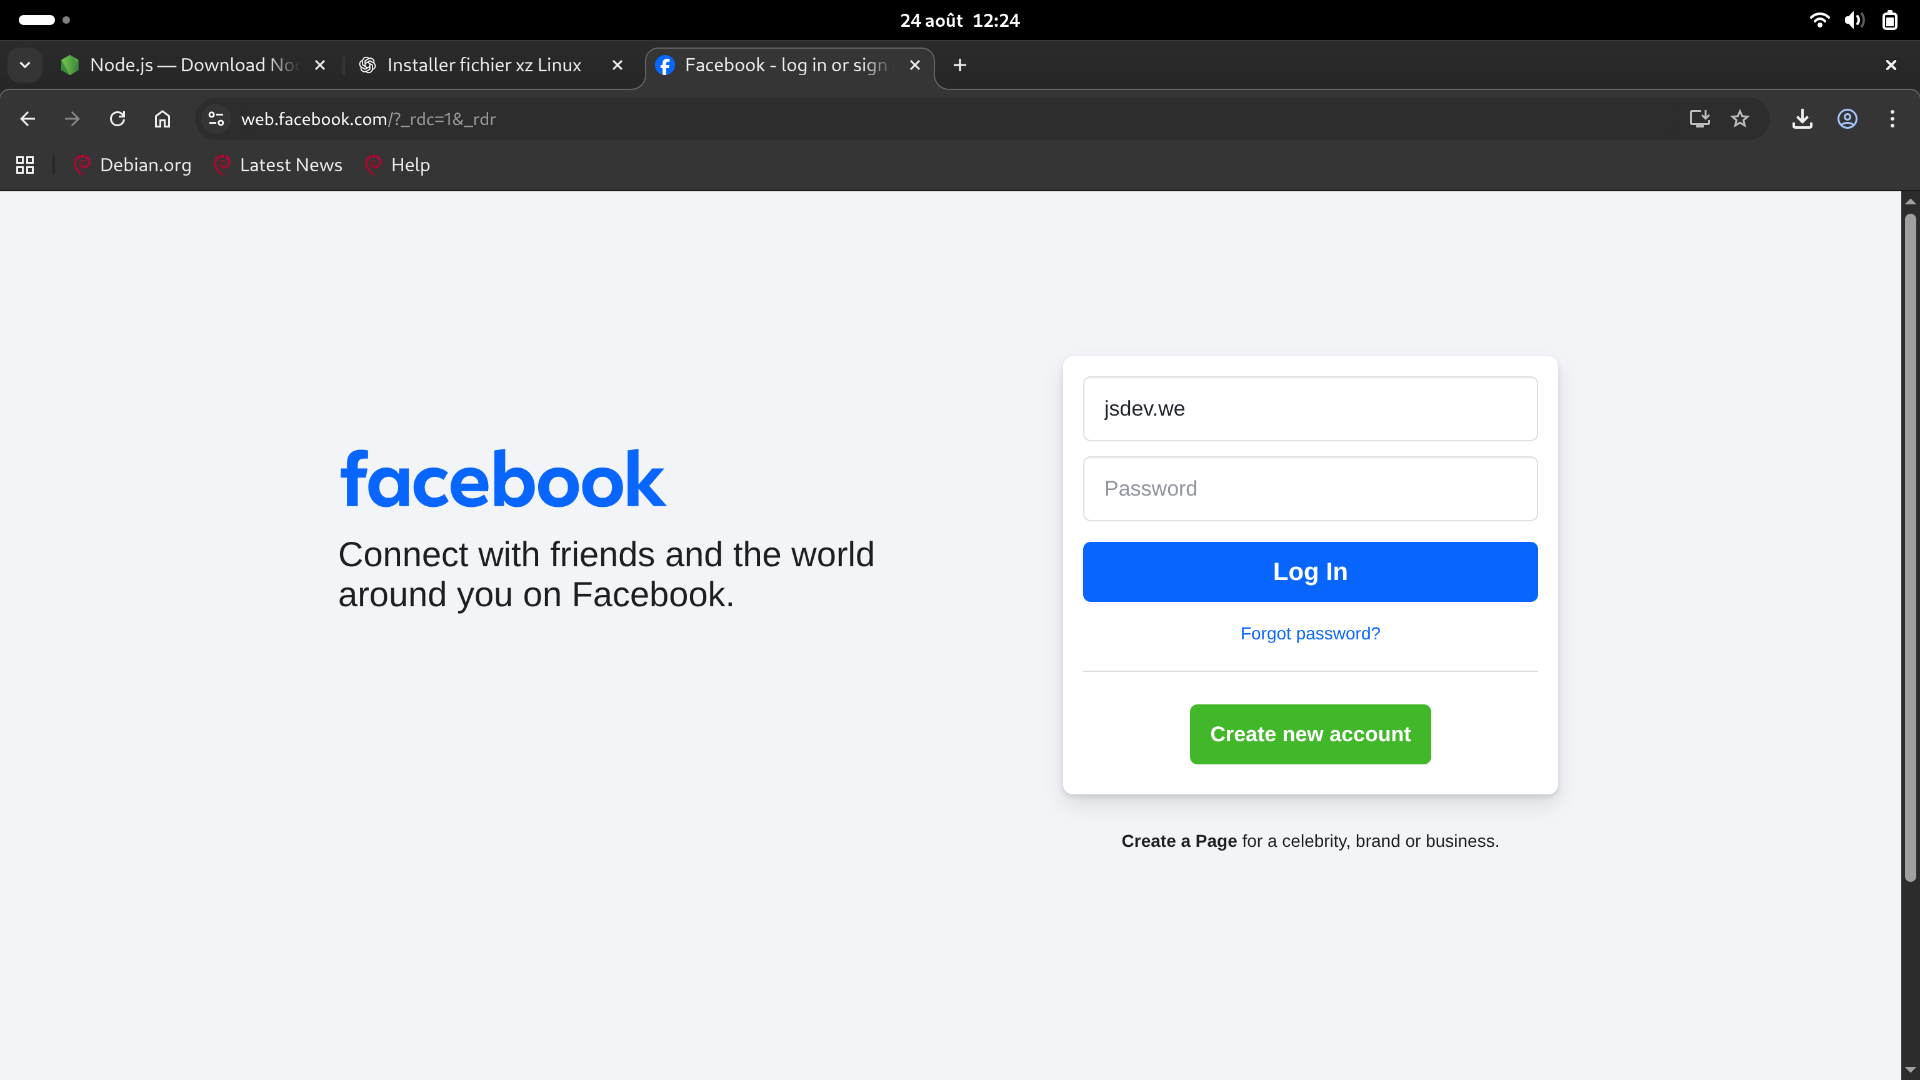 24 août 12:24
Node.js — Download
Installer fichier xz Linux
Facebook - log in or sign
web.facebook.com/?_rdc=1&_rdr
Debian.org
Latest News
Help
facebook
Connect with friends and the world
around you on Facebook.
jsdev.we
Password
Log In
Forgot password?
Create new account
Create a Page for a celebrity, brand or business.